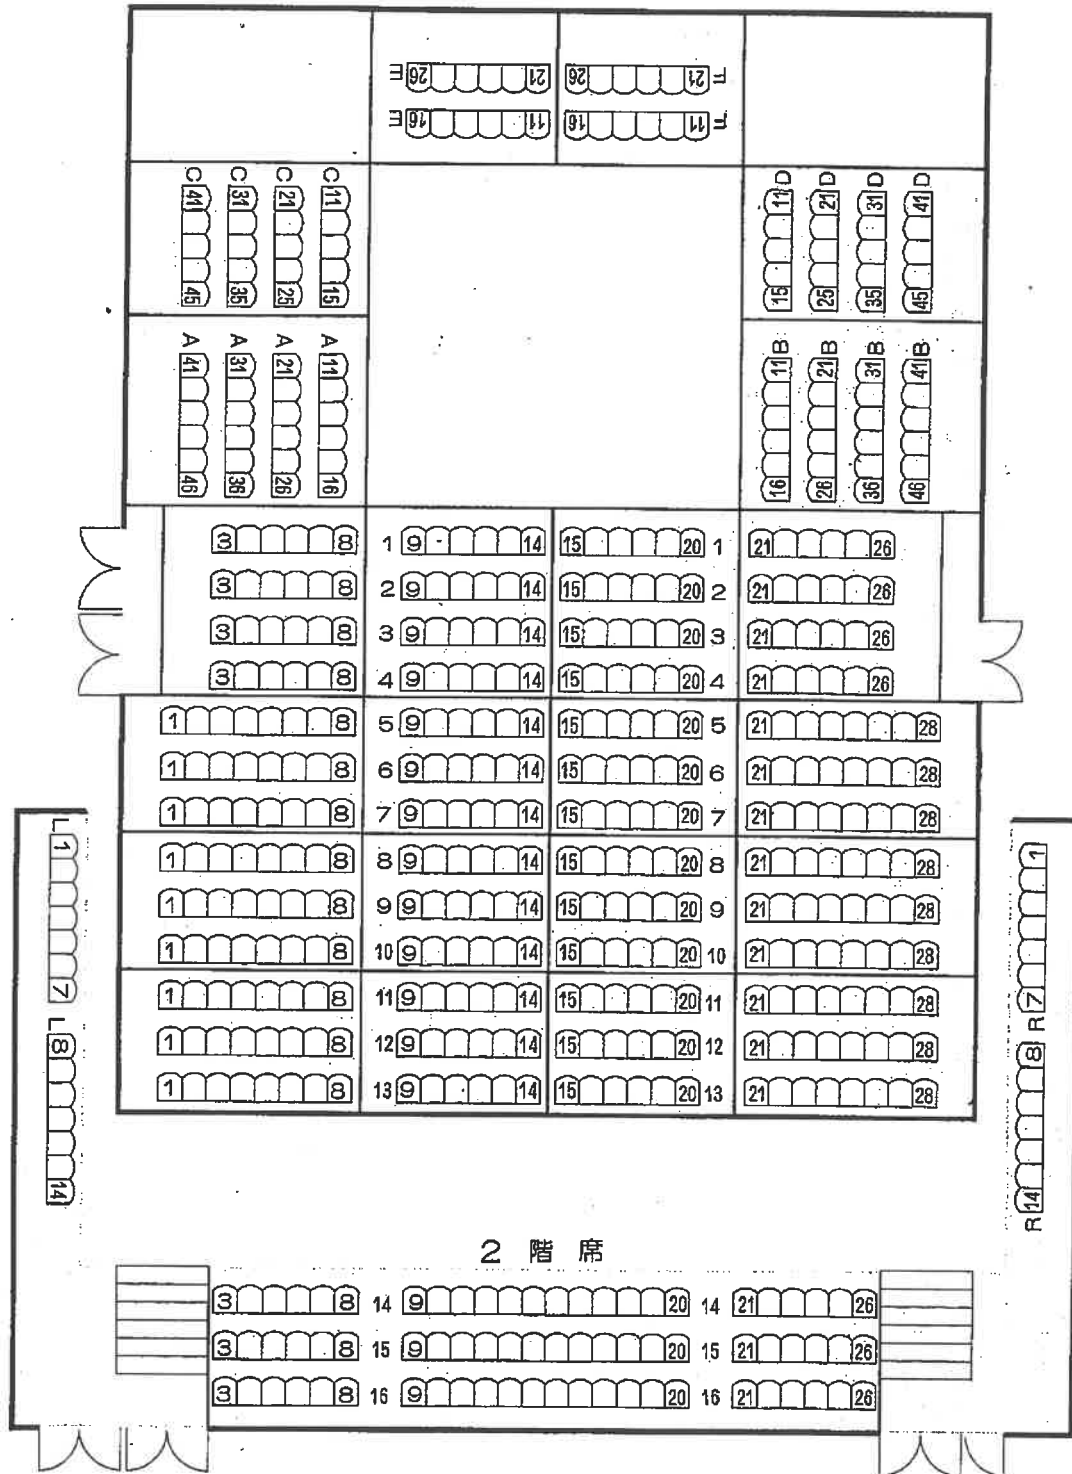 E 26 21 26 21 F
E 16 11 16 11 F
C C C C
41 31 21 11
45 35 25 15
D D D D
11 21 31 41
15 25 35 45
A A A A
41 31 21 11
46 36 26 16
B B B B
11 21 31 41
16 26 36 46
3 8 1 9 14 15 20 1 21 26
3 8 2 9 14 15 20 2 21 26
3 8 3 9 14 15 20 3 21 26
3 8 4 9 14 15 20 4 21 26
1 8 5 9 14 15 20 5 21 28
1 8 6 9 14 15 20 6 21 28
1 8 7 9 14 15 20 7 21 28
1 8 8 9 14 15 20 8 21 28
1 8 9 9 14 15 20 9 21 28
1 8 10 9 14 15 20 10 21 28
1 8 11 9 14 15 20 11 21 28
1 8 12 9 14 15 20 12 21 28
1 8 13 9 14 15 20 13 21 28
L
1
7
L
8
14
1
7
R
8
14
R
2 階 席
3 8 14 9 20 14 21 26
3 8 15 9 20 15 21 26
3 8 16 9 20 16 21 26